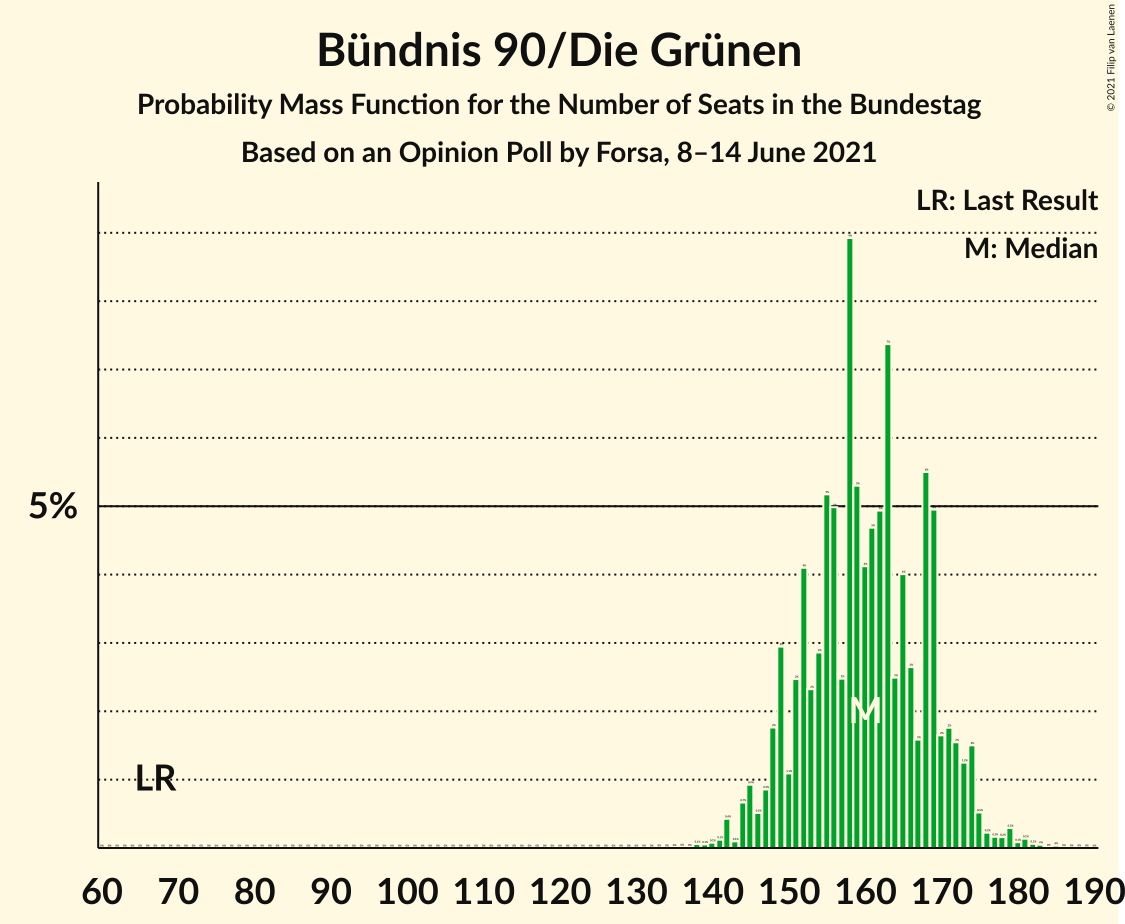 Bündnis 90/Die Grünen
Probability Mass Function for the Number of Seats in the Bundestag
Based on an Opinion Poll by Forsa, 8–14 June 2021
© 2021 Filip van Laenen
LR: Last Result
M: Median
5%
LR
M
60 70 80 90 100 110 120 130 140 150 160 170 180 190